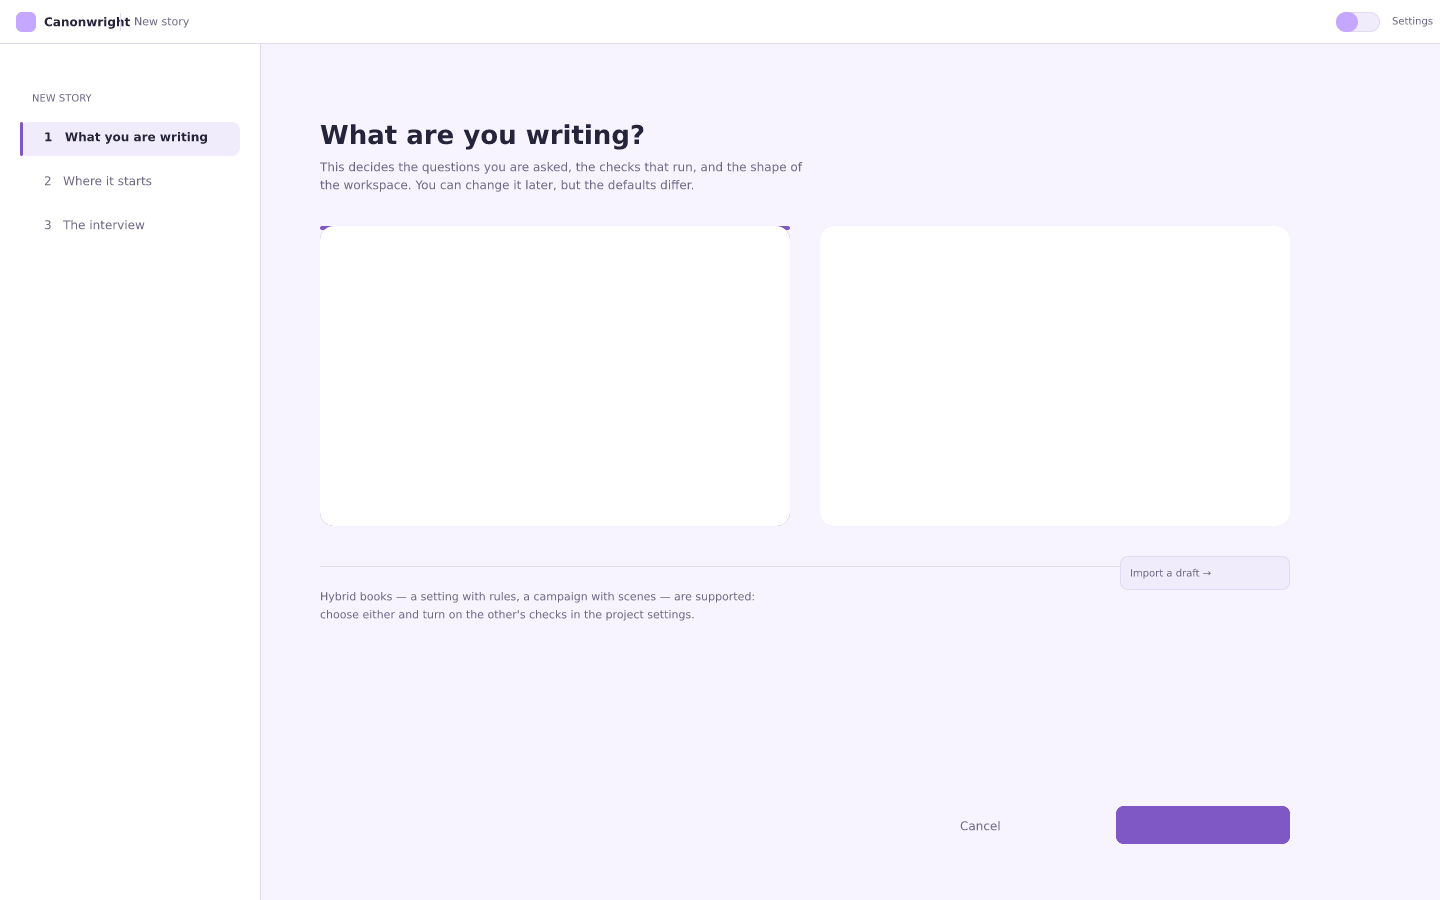 Canonwright New story
Settings
NEW STORY
1 What you are writing
2 Where it starts
3 The interview
What are you writing?
This decides the questions you are asked, the checks that run, and the shape of
the workspace. You can change it later, but the defaults differ.
Import a draft →
Hybrid books — a setting with rules, a campaign with scenes — are supported:
choose either and turn on the other's checks in the project settings.
Cancel